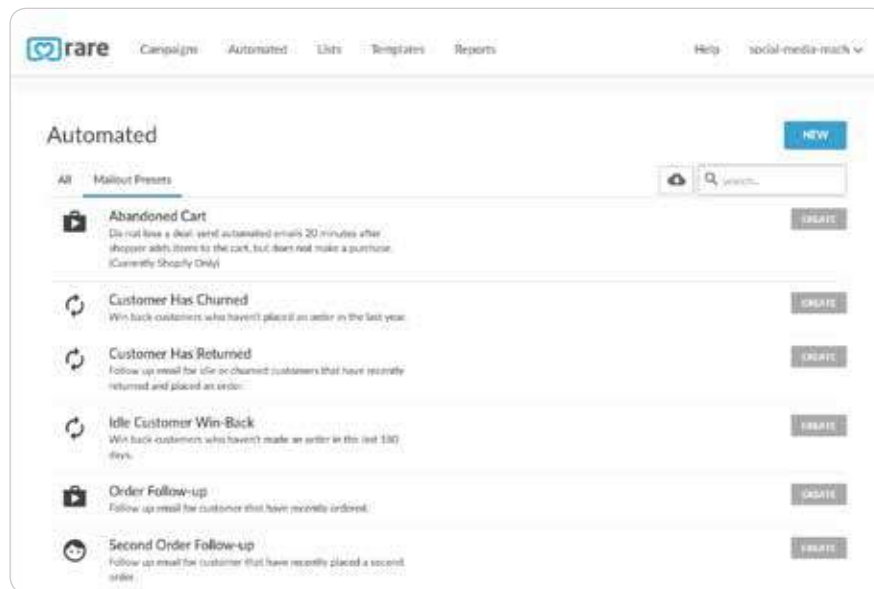 rare Campaigns Automated Lists Templates Reports Help social-media-mach
Automated NEW
All Mailout Presets search...
Abandoned Cart CREATE
Do not lose a deal: send automated emails 20 minutes after
shopper adds items to the cart, but does not make a purchase.
(Currently Shopify Only)
Customer Has Churned CREATE
Win back customers who haven't placed an order in the last year.
Customer Has Returned CREATE
Follow up email for idle or churned customers that have recently
returned and placed an order.
Idle Customer Win-Back CREATE
Win back customers who haven't made an order in the last 180
days.
Order Follow-up CREATE
Follow up email for customer that have recently ordered.
Second Order Follow-up CREATE
Follow up email for customer that have recently placed a second
order.